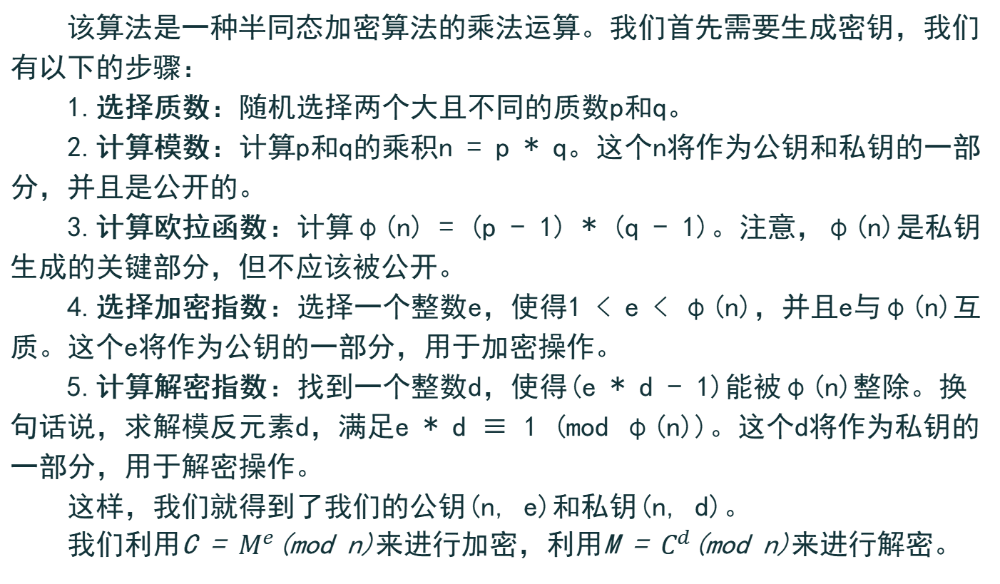 该算法是一种半同态加密算法的乘法运算。我们首先需要生成密钥，我们
有以下的步骤：
1.选择质数：随机选择两个大且不同的质数p和q。
2.计算模数：计算p和q的乘积n = p * q。这个n将作为公钥和私钥的一部
分，并且是公开的。
3.计算欧拉函数：计算φ(n) = (p - 1) * (q - 1)。注意，φ(n)是私钥
生成的关键部分，但不应该被公开。
4.选择加密指数：选择一个整数e，使得1 < e < φ(n)，并且e与φ(n)互
质。这个e将作为公钥的一部分，用于加密操作。
5.计算解密指数：找到一个整数d，使得(e * d - 1)能被φ(n)整除。换
句话说，求解模反元素d，满足e * d ≡ 1 (mod φ(n))。这个d将作为私钥的
一部分，用于解密操作。
这样，我们就得到了我们的公钥(n, e)和私钥(n, d)。
我们利用C = Mᵉ(mod n)来进行加密，利用M = Cᵈ(mod n)来进行解密。